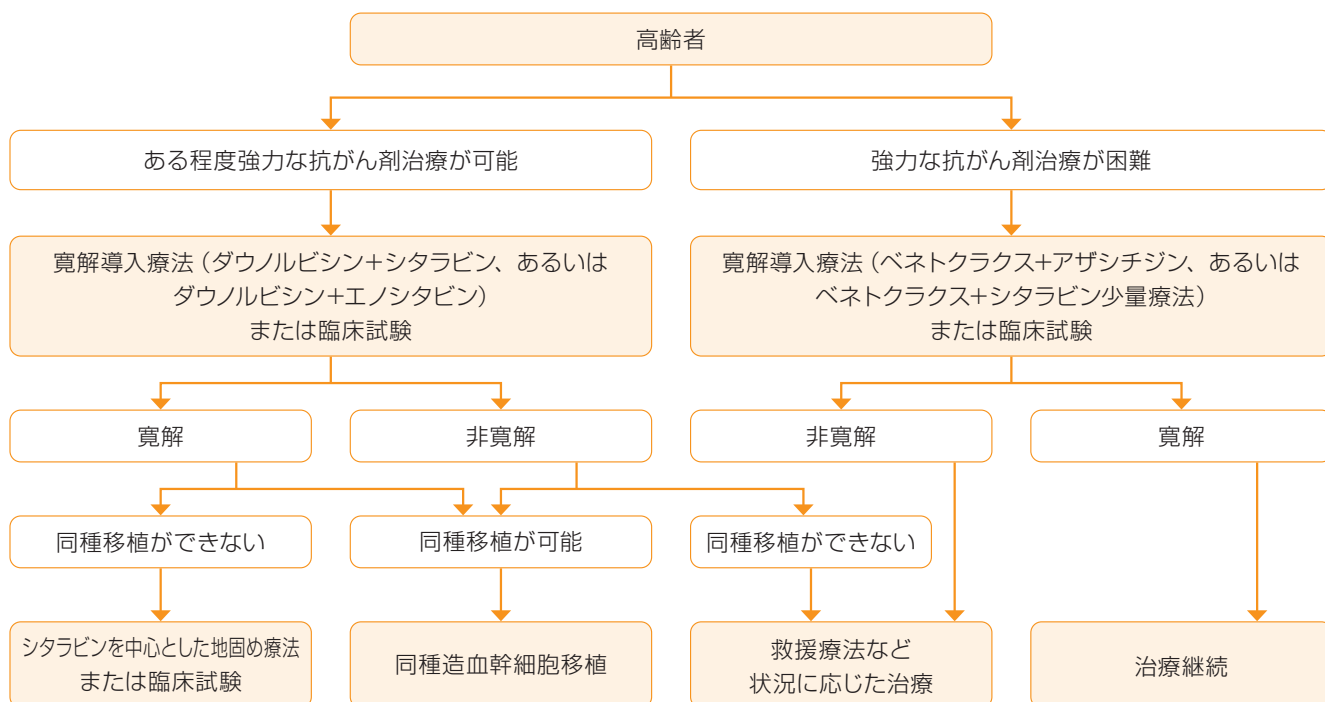 高齢者
ある程度強力な抗がん剤治療が可能
強力な抗がん剤治療が困難
寛解導入療法（ダウノルビシン＋シタラビン、あるいは
ダウノルビシン＋エノシタビン）
または臨床試験
寛解導入療法（ベネトクラクス＋アザシチジン、あるいは
ベネトクラクス＋シタラビン少量療法）
または臨床試験
寛解
非寛解
非寛解
寛解
同種移植ができない
同種移植が可能
同種移植ができない
シタラビンを中心とした地固め療法
または臨床試験
同種造血幹細胞移植
救援療法など
状況に応じた治療
治療継続